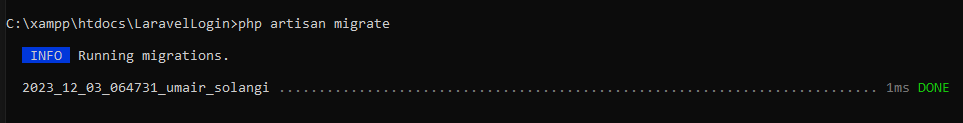 C:\xampp\htdocs\LaravelLogin>php artisan migrate
INFO Running migrations.
2023_12_03_064731_umair_solangi ........................................................................... 1ms DONE